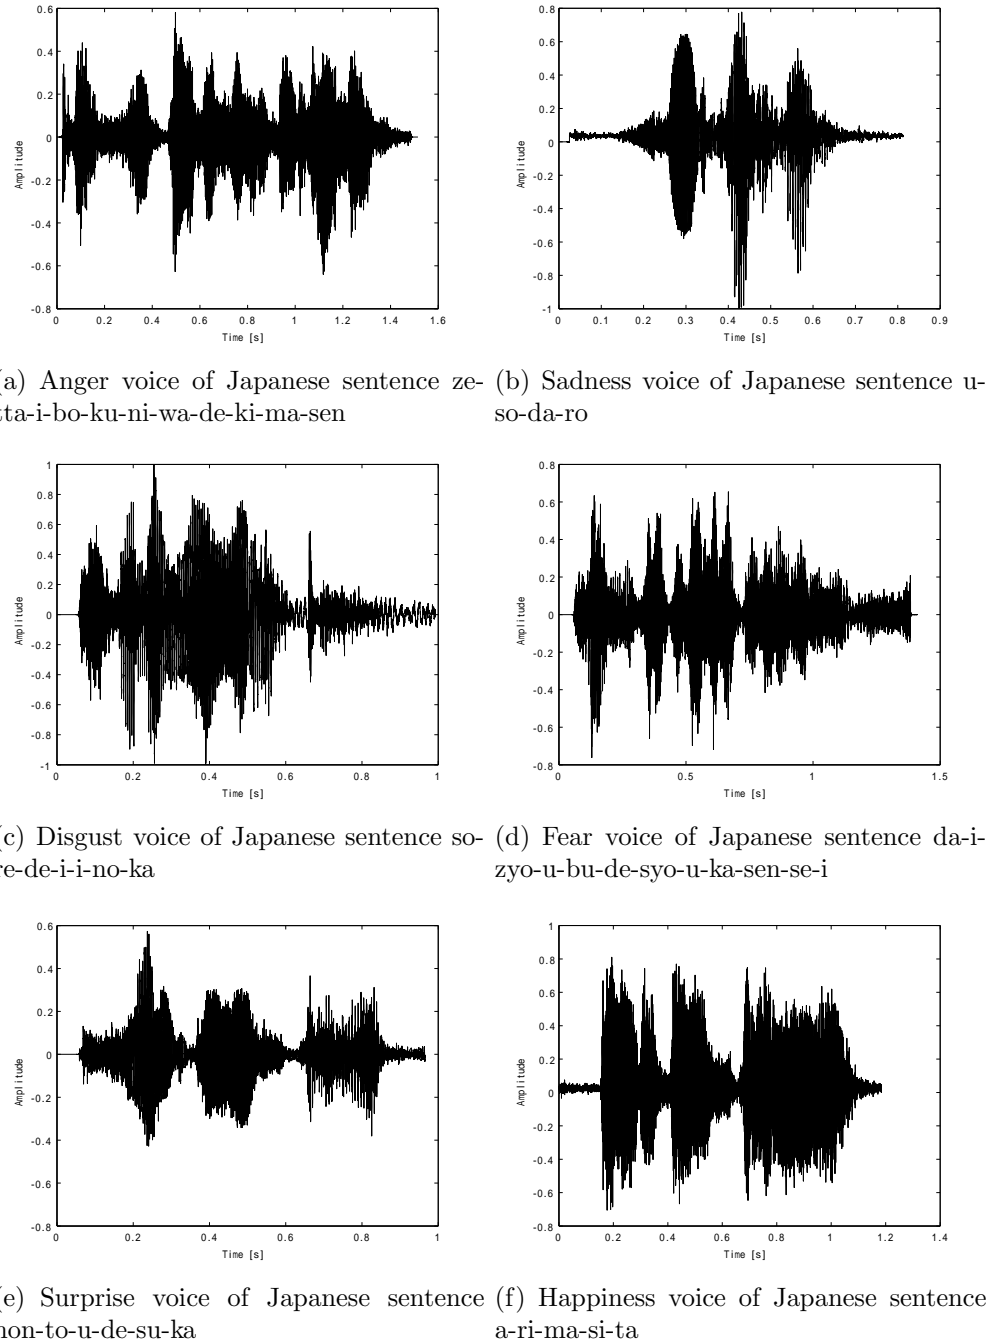 0.6
0.4
0.2
0
-0.2
-0.4
-0.6
-0.8
Amplitude
0 0.2 0.4 0.6 0.8 1 1.2 1.4 1.6
Time [s]
(a) Anger voice of Japanese sentence ze-
tta-i-bo-ku-ni-wa-de-ki-ma-sen
0.8
0.6
0.4
0.2
0
-0.2
-0.4
-0.6
-0.8
-1
Amplitude
0 0.1 0.2 0.3 0.4 0.5 0.6 0.7 0.8 0.9
Time [s]
(b) Sadness voice of Japanese sentence u-
so-da-ro
1
0.8
0.6
0.4
0.2
0
-0.2
-0.4
-0.6
-0.8
-1
Amplitude
0 0.2 0.4 0.6 0.8 1
Time [s]
(c) Disgust voice of Japanese sentence so-
re-de-i-i-no-ka
0.8
0.6
0.4
0.2
0
-0.2
-0.4
-0.6
-0.8
Amplitude
0 0.5 1 1.5
Time [s]
(d) Fear voice of Japanese sentence da-i-
zyo-u-bu-de-syo-u-ka-sen-se-i
0.6
0.4
0.2
0
-0.2
-0.4
-0.6
-0.8
Amplitude
0 0.2 0.4 0.6 0.8 1
Time [s]
(e) Surprise voice of Japanese sentence
hon-to-u-de-su-ka
1
0.8
0.6
0.4
0.2
0
-0.2
-0.4
-0.6
-0.8
Amplitude
0 0.2 0.4 0.6 0.8 1 1.2 1.4
Time [s]
(f) Happiness voice of Japanese sentence
a-ri-ma-si-ta